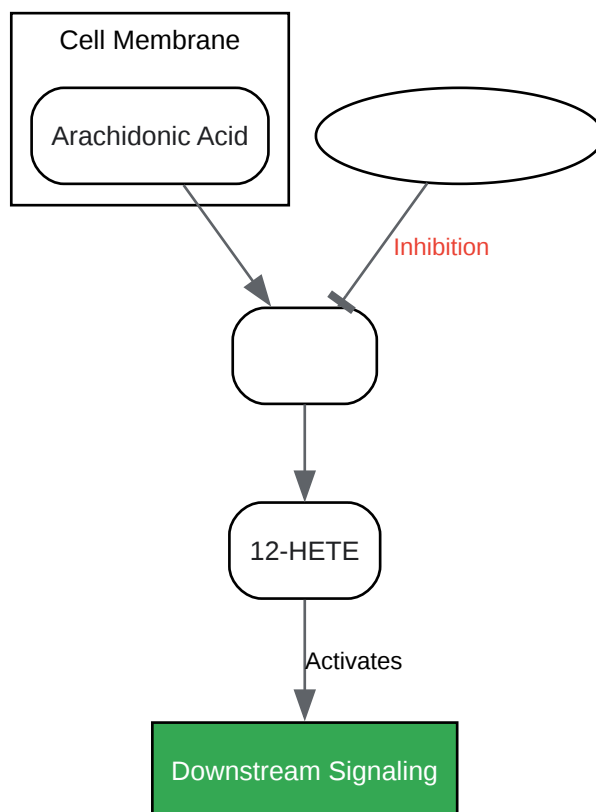 Cell Membrane
Arachidonic Acid
Inhibition
12-HETE
Activates
Downstream Signaling